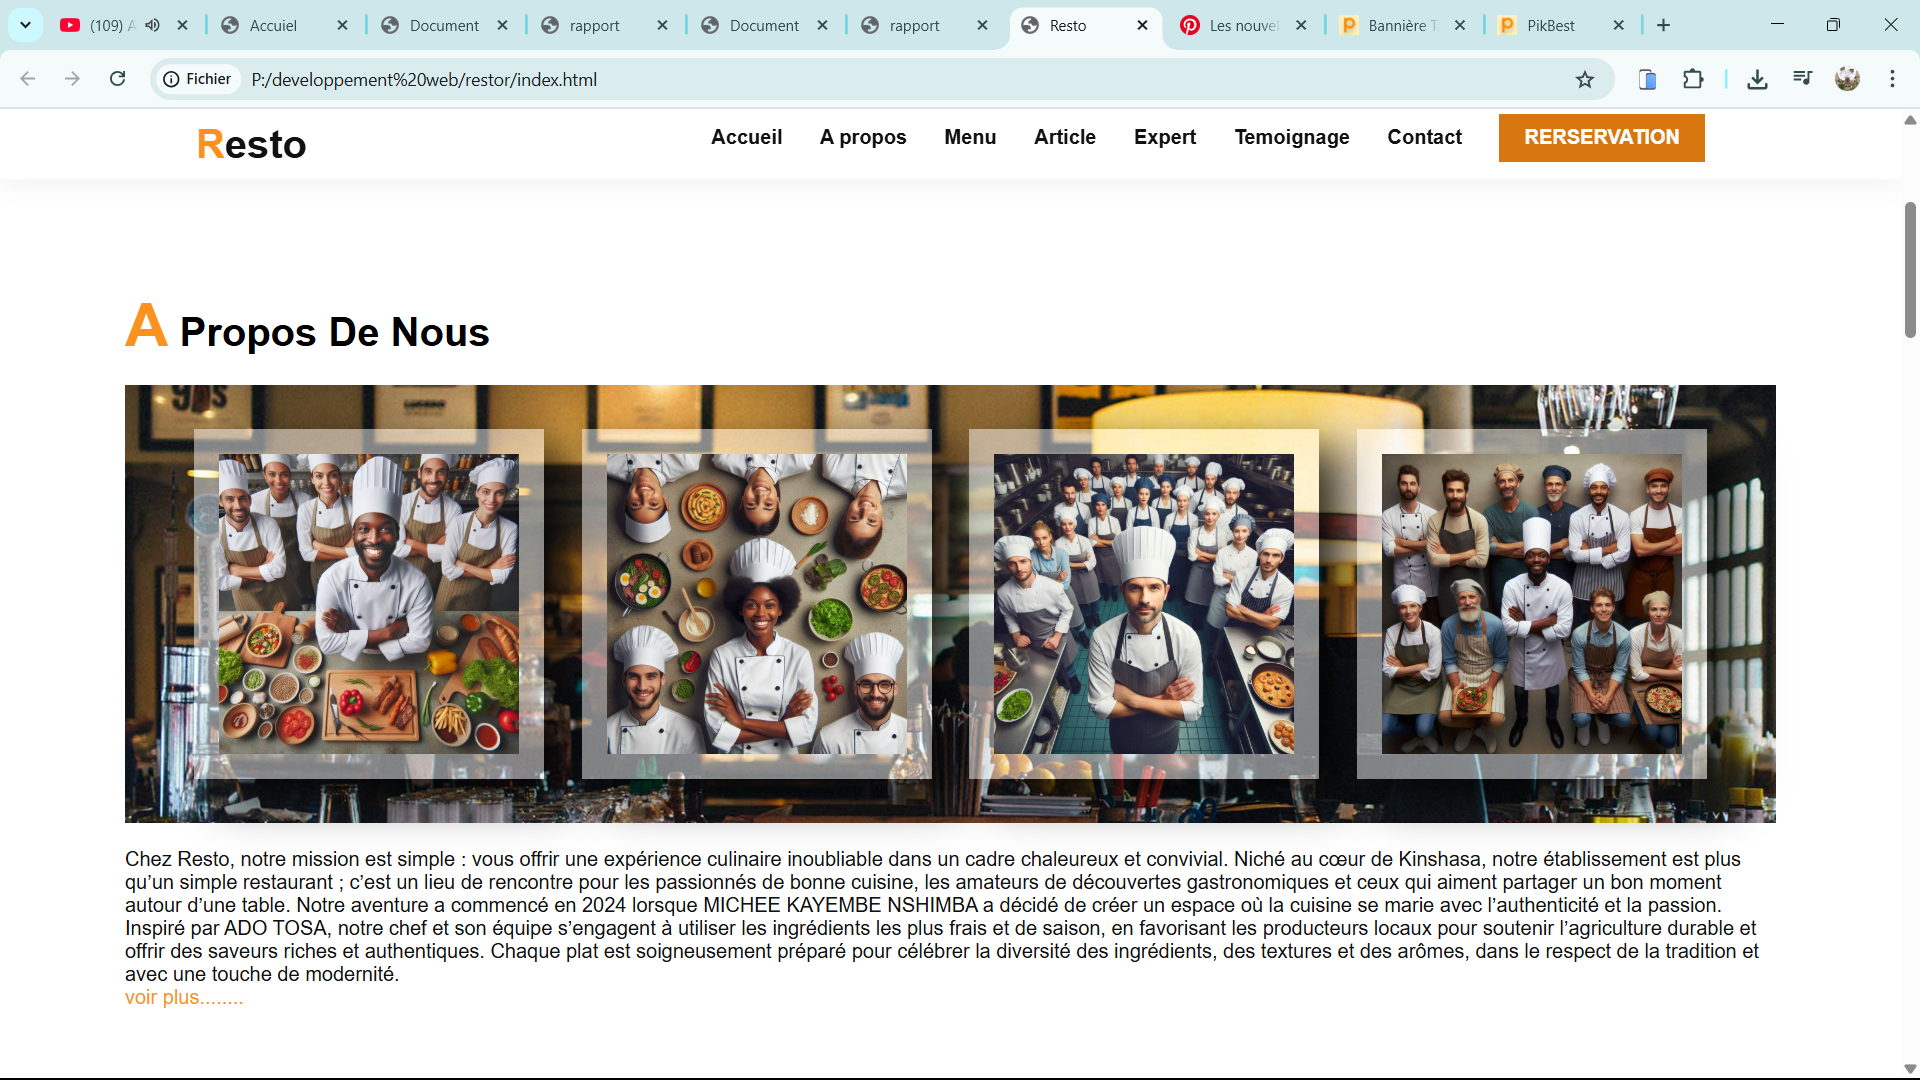 (109) A
Accuiel
Document
rapport
Document
rapport
Resto
Les nouvel
Bannière T
PikBest
Fichier P:/developpement%20web/restor/index.html
Resto
Accueil A propos Menu Article Expert Temoignage Contact RERSERVATION
A Propos De Nous
Chez Resto, notre mission est simple : vous offrir une expérience culinaire inoubliable dans un cadre chaleureux et convivial. Niché au cœur de Kinshasa, notre établissement est plus
qu’un simple restaurant ; c’est un lieu de rencontre pour les passionnés de bonne cuisine, les amateurs de découvertes gastronomiques et ceux qui aiment partager un bon moment
autour d’une table. Notre aventure a commencé en 2024 lorsque MICHEE KAYEMBE NSHIMBA a décidé de créer un espace où la cuisine se marie avec l’authenticité et la passion.
Inspiré par ADO TOSA, notre chef et son équipe s’engagent à utiliser les ingrédients les plus frais et de saison, en favorisant les producteurs locaux pour soutenir l’agriculture durable et
offrir des saveurs riches et authentiques. Chaque plat est soigneusement préparé pour célébrer la diversité des ingrédients, des textures et des arômes, dans le respect de la tradition et
avec une touche de modernité.
voir plus........